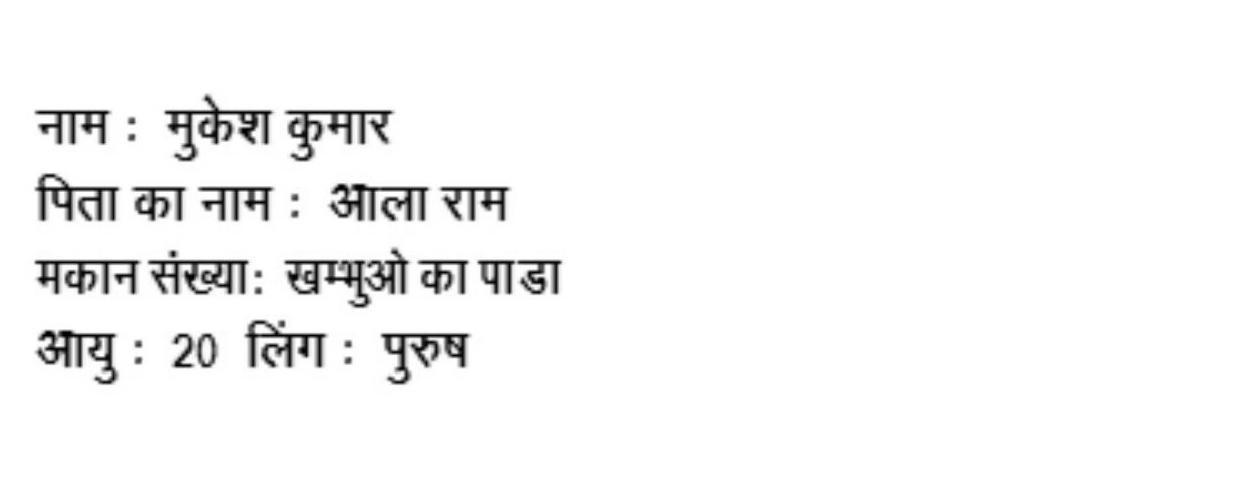 नाम : मुकेश कुमार
पिता का नाम : आला राम
मकान संख्या: खम्भुओ का पाडा
आयु : 20 लिंग : पुरुष